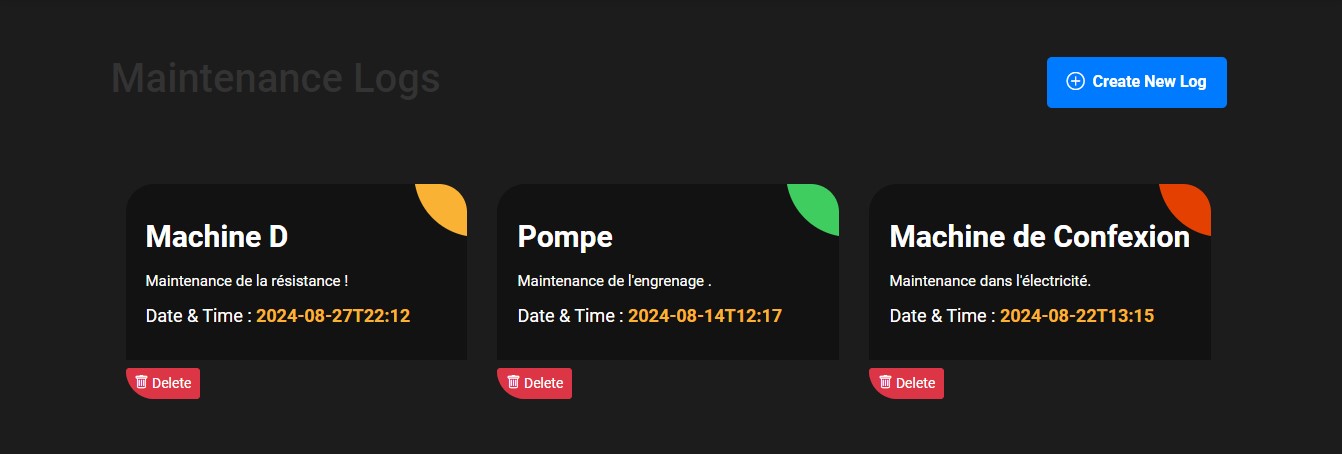 Maintenance Logs
Create New Log
Machine D
Maintenance de la résistance !
Date & Time : 2024-08-27T22:12
Delete
Pompe
Maintenance de l'engrenage .
Date & Time : 2024-08-14T12:17
Delete
Machine de Confexion
Maintenance dans l'électricité.
Date & Time : 2024-08-22T13:15
Delete